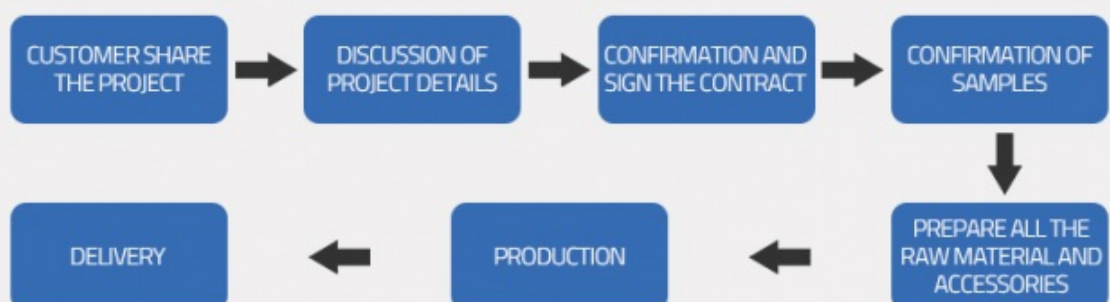 CUSTOMER SHARE
THE PROJECT
DISCUSSION OF
PROJECT DETAILS
CONFIRMATION AND
SIGN THE CONTRACT
CONFIRMATION OF
SAMPLES
PREPARE ALL THE
RAW MATERIAL AND
ACCESSORIES
PRODUCTION
DELIVERY